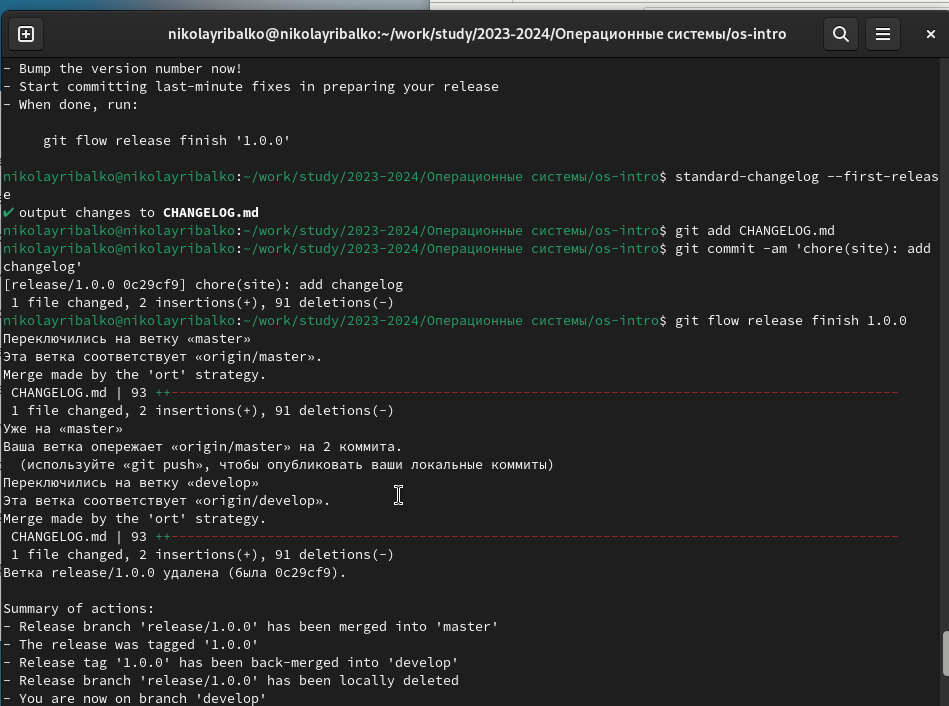 nikolayribalko@nikolayribalko:~/work/study/2023-2024/Операционные системы/os-intro
- Bump the version number now!
- Start committing last-minute fixes in preparing your release
- When done, run:
git flow release finish '1.0.0'
nikolayribalko@nikolayribalko:~/work/study/2023-2024/Операционные системы/os-intro$ standard-changelog --first-releas
e
✔ output changes to CHANGELOG.md
nikolayribalko@nikolayribalko:~/work/study/2023-2024/Операционные системы/os-intro$ git add CHANGELOG.md
nikolayribalko@nikolayribalko:~/work/study/2023-2024/Операционные системы/os-intro$ git commit -am 'chore(site): add
changelog'
[release/1.0.0 0c29cf9] chore(site): add changelog
1 file changed, 2 insertions(+), 91 deletions(-)
nikolayribalko@nikolayribalko:~/work/study/2023-2024/Операционные системы/os-intro$ git flow release finish 1.0.0
Переключились на ветку «master»
Эта ветка соответствует «origin/master».
Merge made by the 'ort' strategy.
CHANGELOG.md | 93 ++-------------------------------------------------------------------------------------------
1 file changed, 2 insertions(+), 91 deletions(-)
Уже на «master»
Ваша ветка опережает «origin/master» на 2 коммита.
(используйте «git push», чтобы опубликовать ваши локальные коммиты)
Переключились на ветку «develop»
Эта ветка соответствует «origin/develop».
Merge made by the 'ort' strategy.
CHANGELOG.md | 93 ++-------------------------------------------------------------------------------------------
1 file changed, 2 insertions(+), 91 deletions(-)
Ветка release/1.0.0 удалена (была 0c29cf9).
Summary of actions:
- Release branch 'release/1.0.0' has been merged into 'master'
- The release was tagged '1.0.0'
- Release tag '1.0.0' has been back-merged into 'develop'
- Release branch 'release/1.0.0' has been locally deleted
- You are now on branch 'develop'